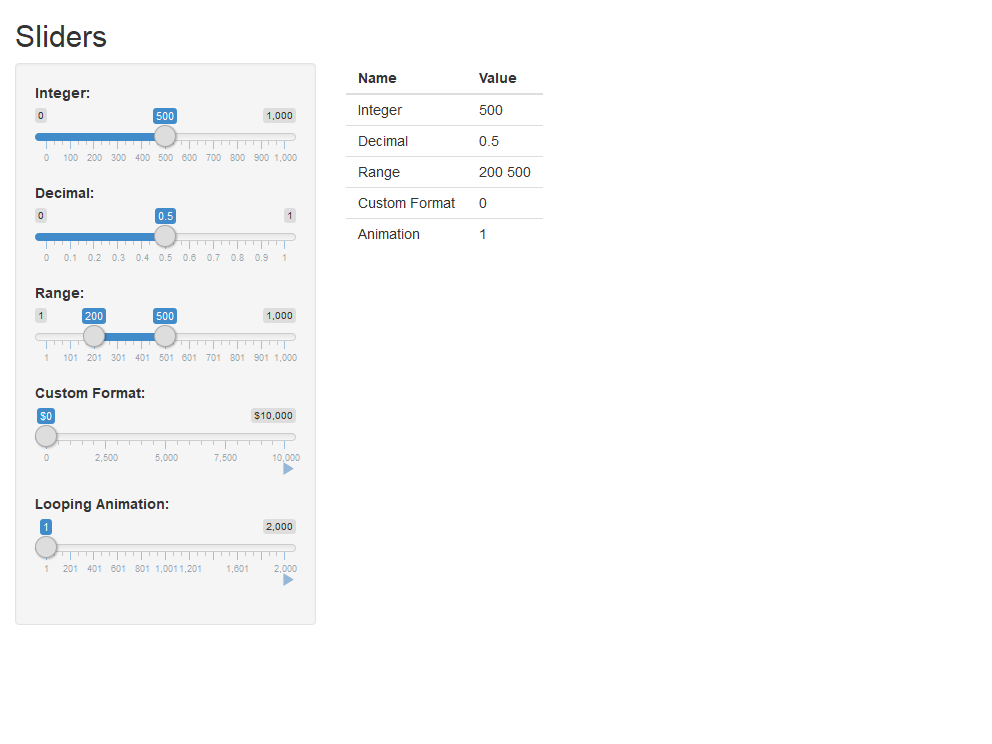 Sliders
Integer:
0 500 1,000
0 100 200 300 400 500 600 700 800 900 1,000
Decimal:
0 0.5 1
0 0.1 0.2 0.3 0.4 0.5 0.6 0.7 0.8 0.9 1
Range:
1 200 500 1,000
1 101 201 301 401 501 601 701 801 901 1,000
Custom Format:
$0 $10,000
0 2,500 5,000 7,500 10,000
Looping Animation:
1 2,000
1 201 401 601 801 1,001 1,201 1,601 2,000
Name Value
Integer 500
Decimal 0.5
Range 200 500
Custom Format 0
Animation 1